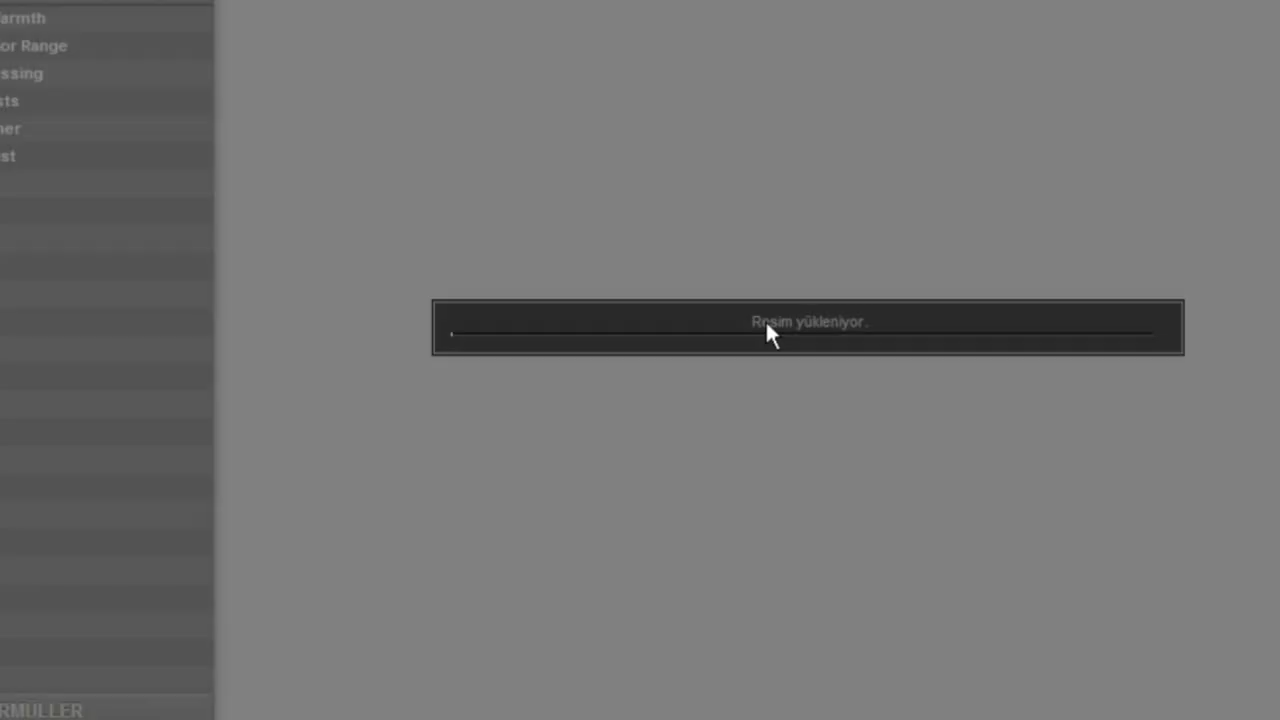 armth
or Range
ssing
sts
ner
st
Resim yükleniyor.
RMULLER